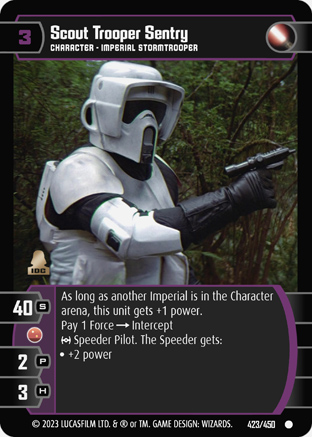 3
Scout Trooper Sentry
CHARACTER - IMPERIAL STORMTROOPER
IDC
40 S
2 P
3 H
As long as another Imperial is in the Character
arena, this unit gets +1 power.
Pay 1 Force → Intercept
Speeder Pilot. The Speeder gets:
• +2 power
© 2023 LUCASFILM LTD. & ® or TM. GAME DESIGN: WIZARDS.
423/450